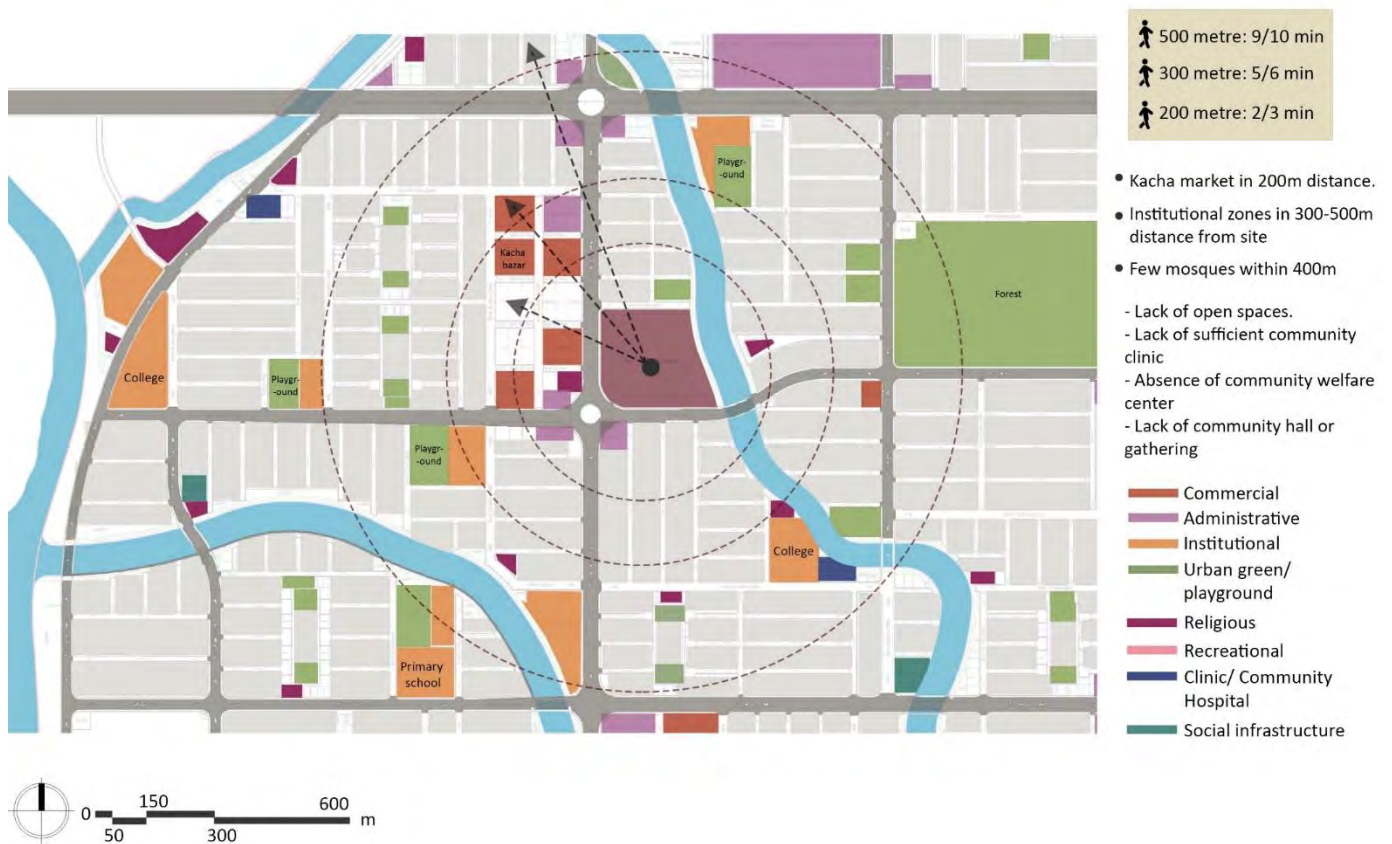 500 metre: 9/10 min
300 metre: 5/6 min
200 metre: 2/3 min
Kacha market in 200m distance.
Institutional zones in 300-500m
distance from site
Few mosques within 400m
- Lack of open spaces.
- Lack of sufficient community
clinic
- Absence of community welfare
center
- Lack of community hall or
gathering
Commercial
Administrative
Institutional
Urban green/
playground
Religious
Recreational
Clinic/ Community
Hospital
Social infrastructure
Playgr-
-ound
Kacha
bazar
Forest
College
Playgr-
-ound
Playgr-
-ound
College
Primary
school
0
150
600
m
50
300